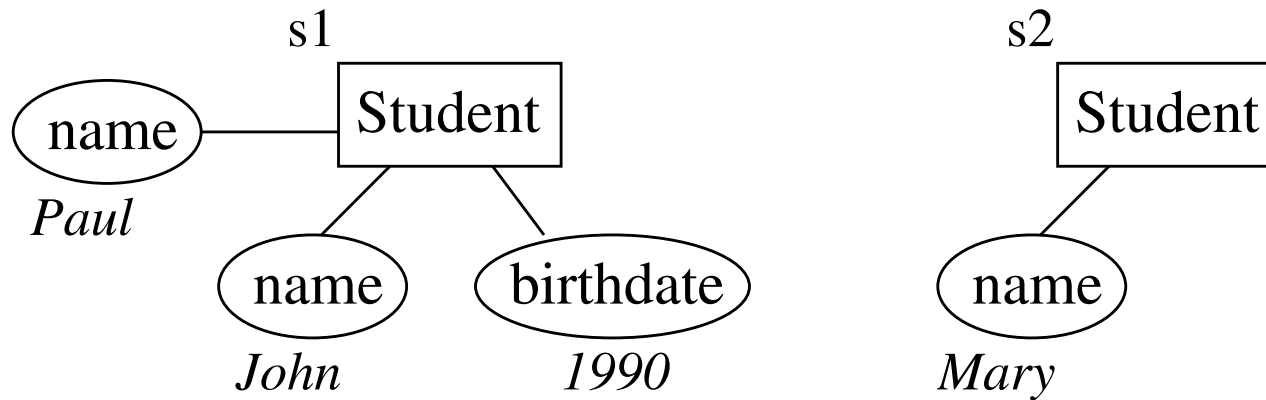 s1 s2
Student Student
name
Paul
name birthdate name
John 1990 Mary